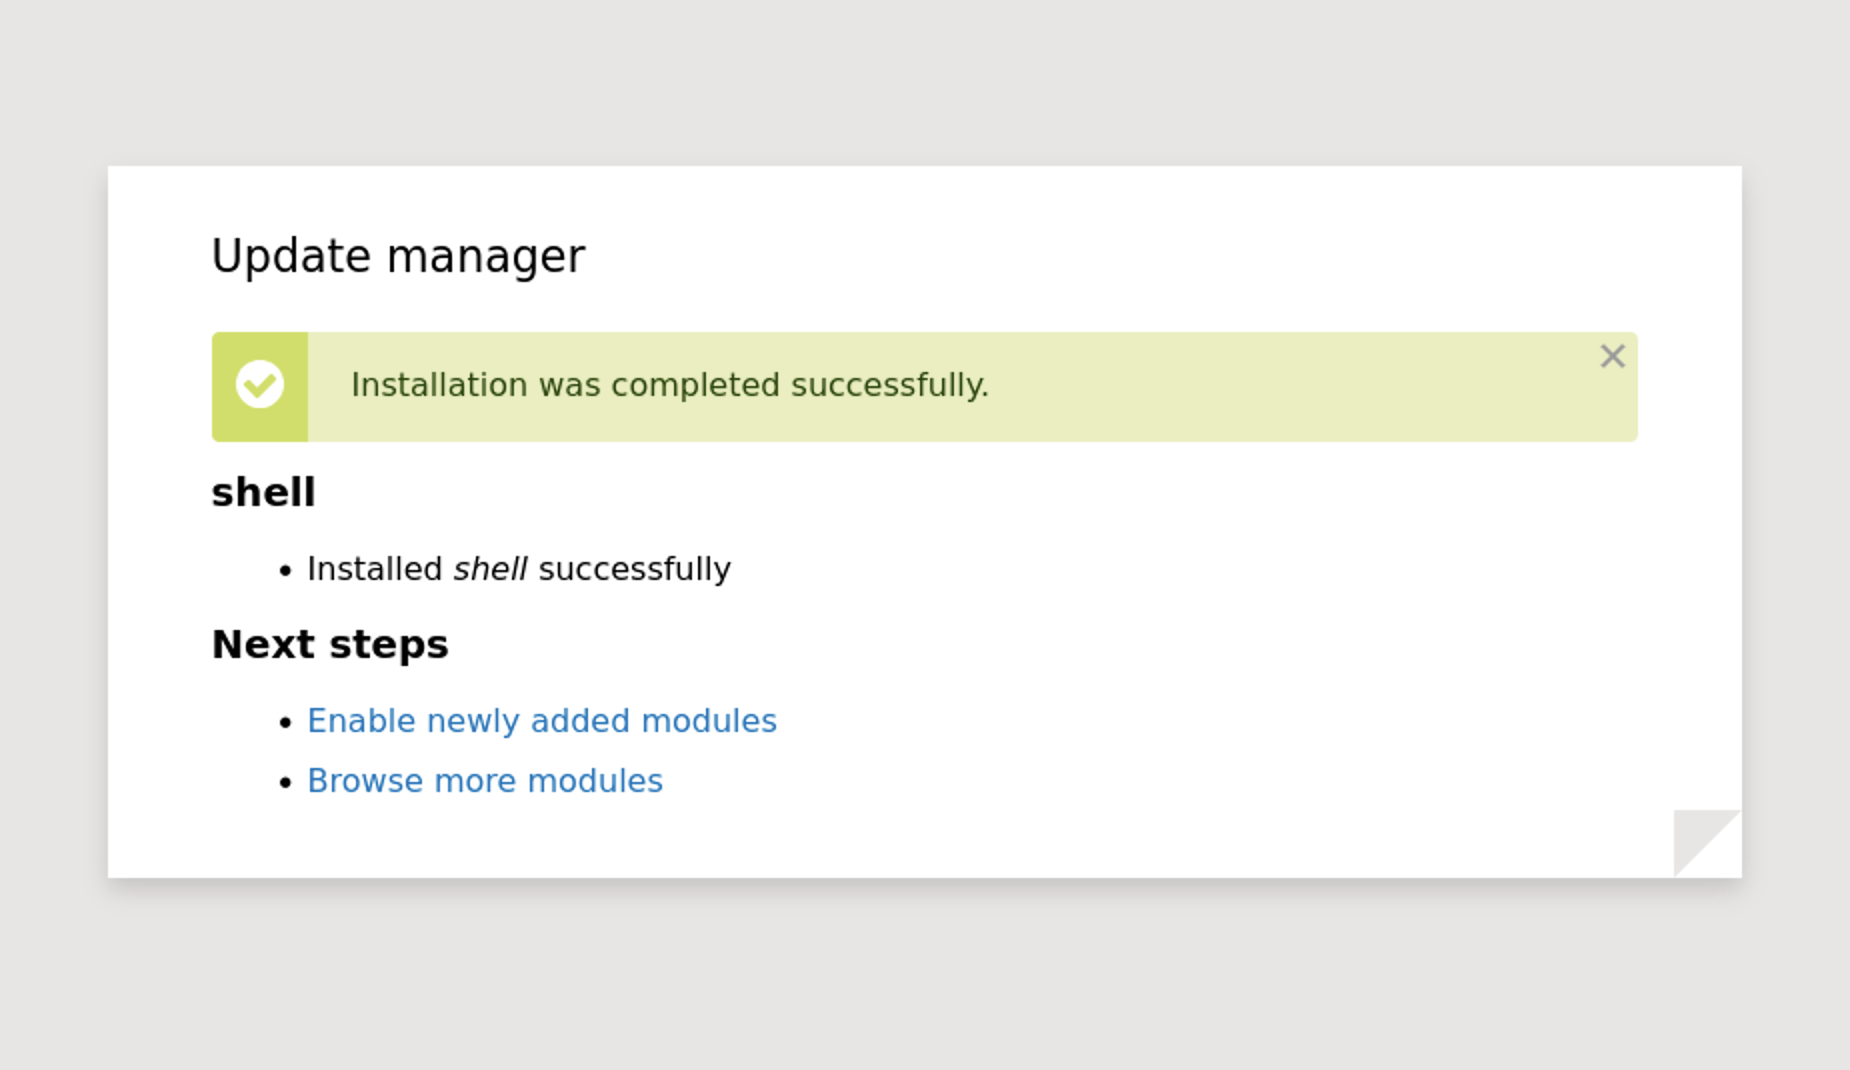 Update manager
Installation was completed successfully.
shell
Installed shell successfully
Next steps
Enable newly added modules
Browse more modules